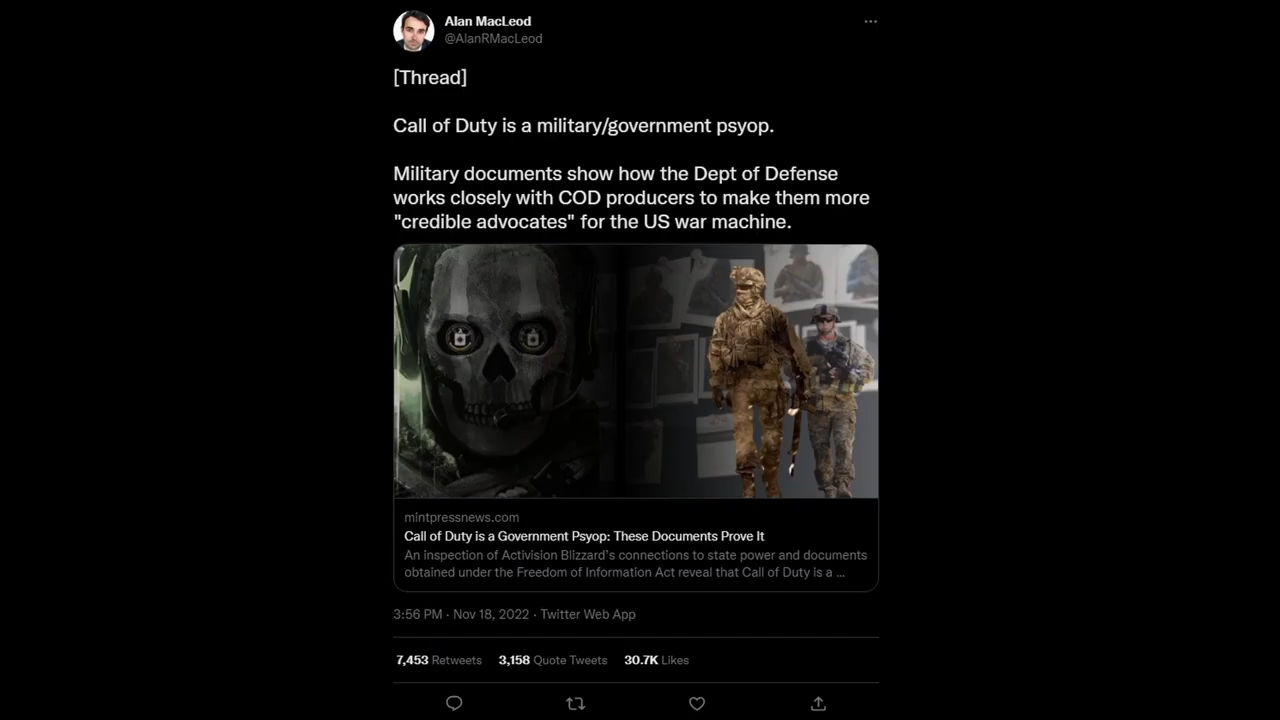 Alan MacLeod
@AlanRMacLeod
[Thread]
Call of Duty is a military/government psyop.
Military documents show how the Dept of Defense
works closely with COD producers to make them more
"credible advocates" for the US war machine.
mintpressnews.com
Call of Duty is a Government Psyop: These Documents Prove It
An inspection of Activision Blizzard's connections to state power and documents
obtained under the Freedom of Information Act reveal that Call of Duty is a ...
3:56 PM · Nov 18, 2022 · Twitter Web App
7,453 Retweets 3,158 Quote Tweets 30.7K Likes